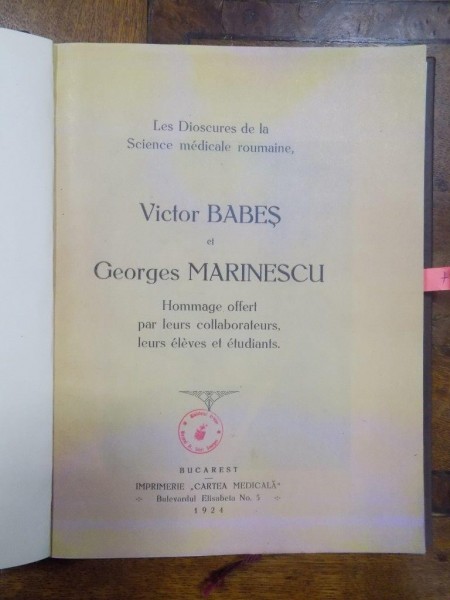 Les Dioscures de la
Science médicale roumaine,
Victor BABEȘ
et
Georges MARINESCU
Hommage offert
par leurs collaborateurs,
leurs élèves et étudiants.
BUCAREST
IMPRIMERIE „CARTEA MEDICALĂ"
Bulevardul Elisabeta No. 5
1924